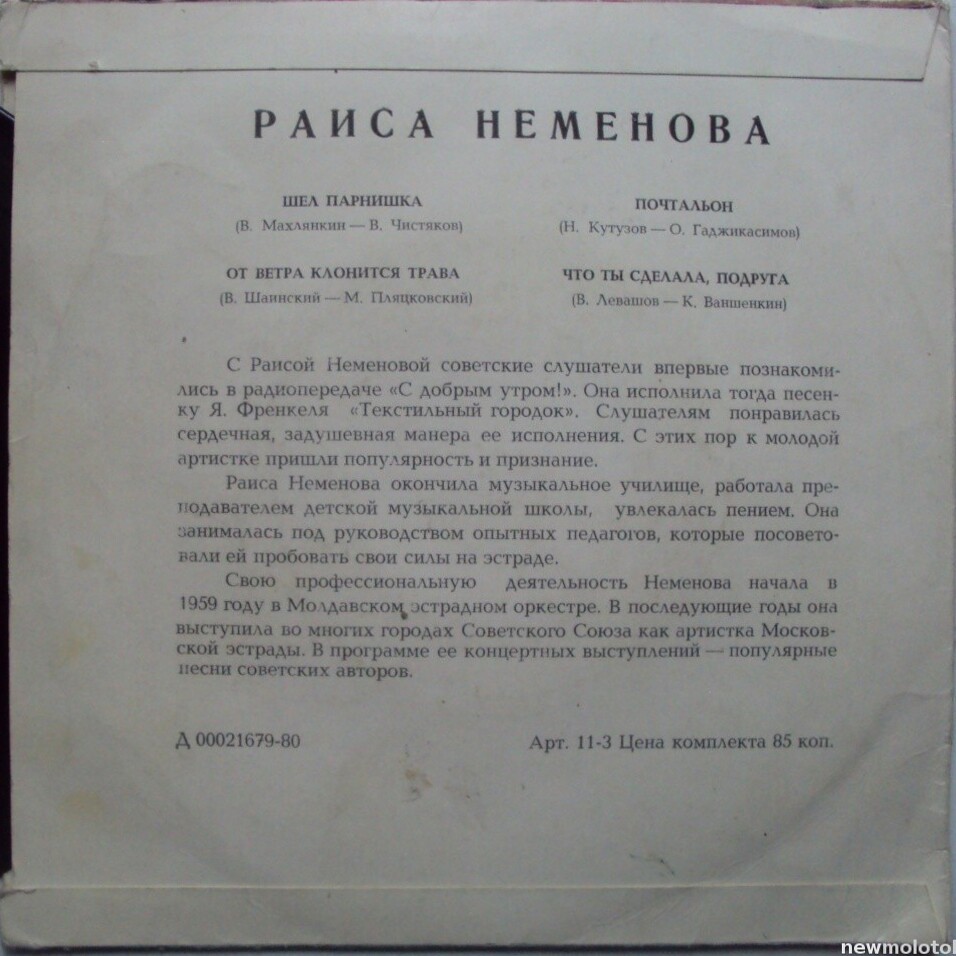 РАИСА НЕМЕНОВА
ШЕЛ ПАРНИШКА
(В. Махлянкин — В. Чистяков)
ОТ ВЕТРА КЛОНИТСЯ ТРАВА
(В. Шаинский — М. Пляцковский)
ПОЧТАЛЬОН
(Н. Кутузов — О. Гаджикасимов)
ЧТО ТЫ СДЕЛАЛА, ПОДРУГА
(В. Левашов — К. Ваншенкин)
С Раисой Неменовой советские слушатели впервые познакоми-
лись в радиопередаче «С добрым утром!». Она исполнила тогда песен-
ку Я. Френкеля «Текстильный городок». Слушателям понравилась
сердечная, задушевная манера ее исполнения. С этих пор к молодой
артистке пришли популярность и признание.
Раиса Неменова окончила музыкальное училище, работала пре-
подавателем детской музыкальной школы, увлекалась пением. Она
занималась под руководством опытных педагогов, которые посовето-
вали ей пробовать свои силы на эстраде.
Свою профессиональную деятельность Неменова начала в
1959 году в Молдавском эстрадном оркестре. В последующие годы она
выступила во многих городах Советского Союза как артистка Москов-
ской эстрады. В программе ее концертных выступлений — популярные
песни советских авторов.
Д 00021679-80
Арт. 11-3 Цена комплекта 85 коп.
newmolotol